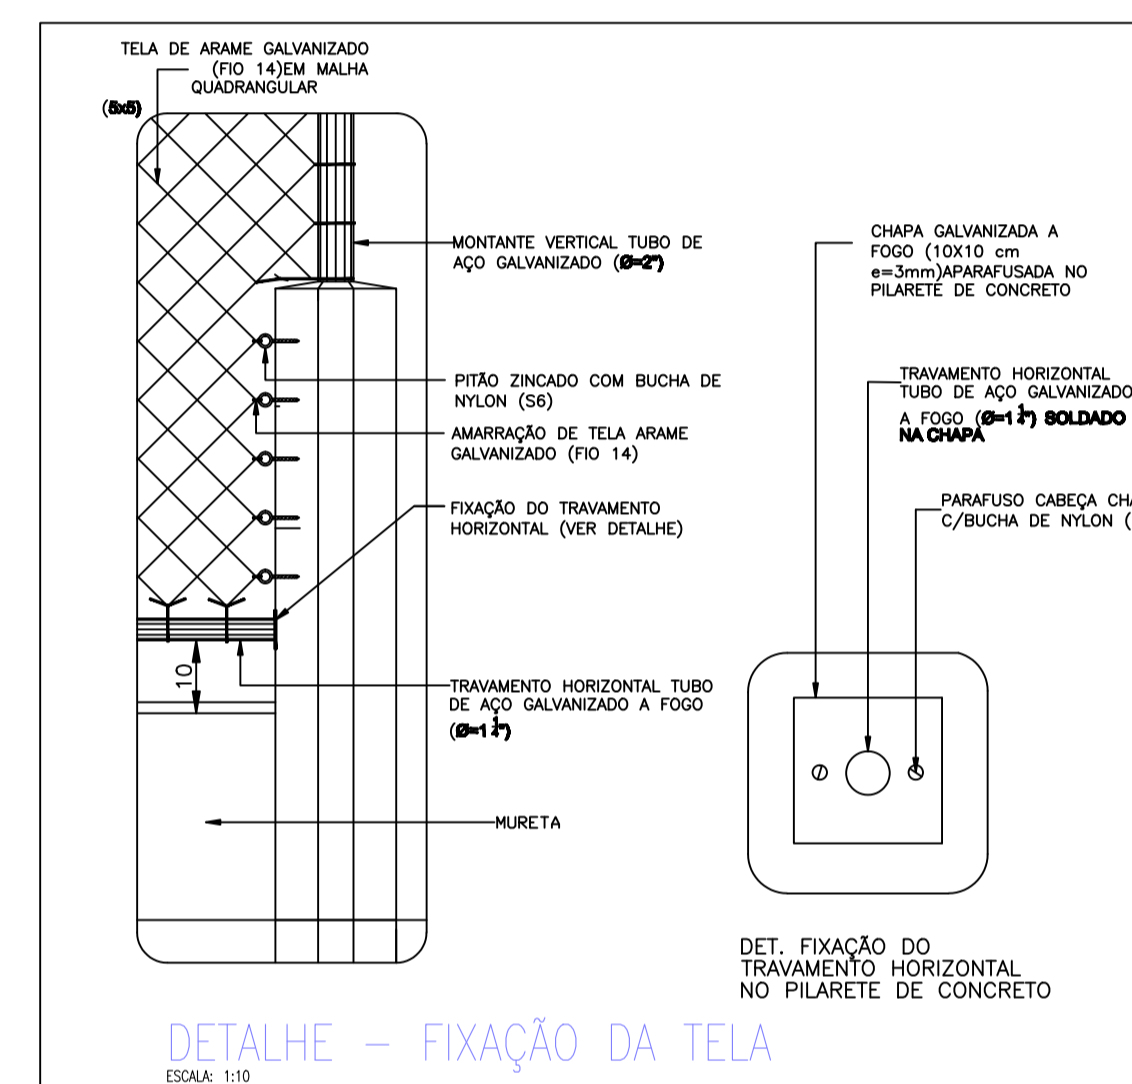 TELA DE ARAME GALVANIZADO
(FIO 14)EM MALHA
QUADRANGULAR
(5x5)
MONTANTE VERTICAL TUBO DE
AÇO GALVANIZADO (Ø=2")
PITÃO ZINCADO COM BUCHA DE
NYLON (S6)
AMARRAÇÃO DE TELA ARAME
GALVANIZADO (FIO 14)
FIXAÇÃO DO TRAVAMENTO
HORIZONTAL (VER DETALHE)
10
TRAVAMENTO HORIZONTAL TUBO
DE AÇO GALVANIZADO A FOGO
(Ø=1 1/4")
MURETA
CHAPA GALVANIZADA A
FOGO (10X10 cm
e=3mm)APARAFUSADA NO
PILARETE DE CONCRETO
TRAVAMENTO HORIZONTAL
TUBO DE AÇO GALVANIZADO
A FOGO (Ø=1 1/4") SOLDADO
NA CHAPA
PARAFUSO CABEÇA
C/BUCHA DE NYLON (
DET. FIXAÇÃO DO
TRAVAMENTO HORIZONTAL
NO PILARETE DE CONCRETO
DETALHE – FIXAÇÃO DA TELA
ESCALA: 1:10